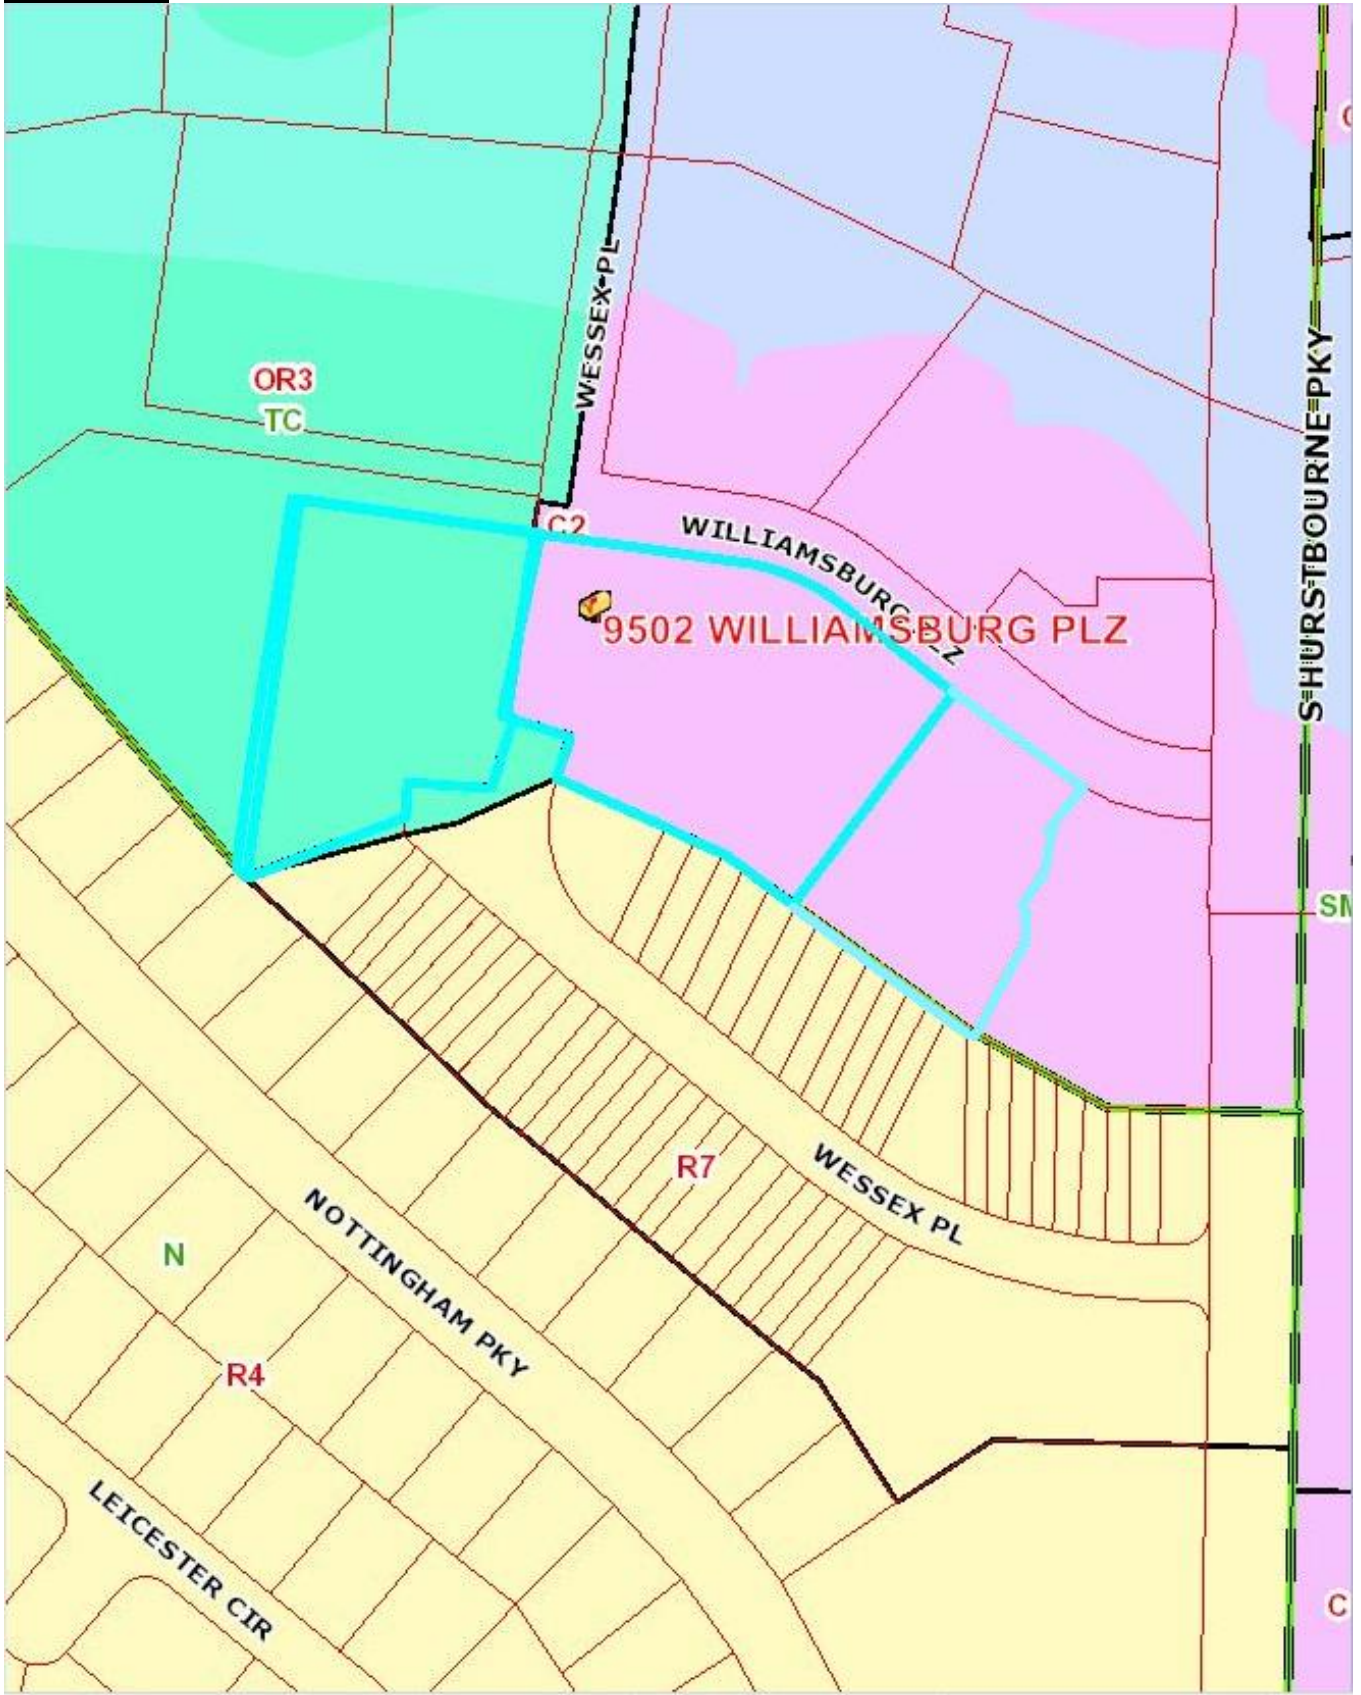 WESSEX PL
OR3
TC
S HURSTBOURNE PKY
C2
WILLIAMSBURG PLZ
9502 WILLIAMSBURG PLZ
R7
WESSEX PL
NOTTINGHAM PKY
N
R4
LEICESTER CIR
C